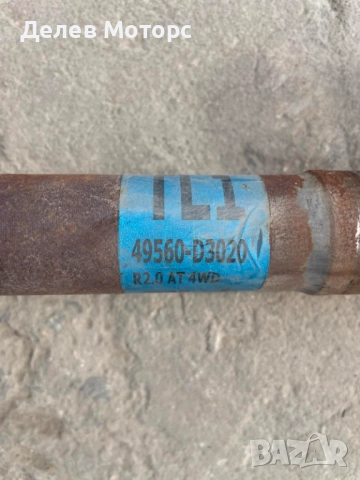 Делев Моторс
TL1
49560-D3020
R2.0 AT 4WD
BAZAR